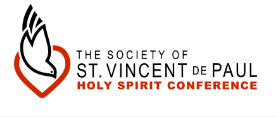 THE SOCIETY OF
ST. VINCENT DE PAUL
HOLY SPIRIT CONFERENCE